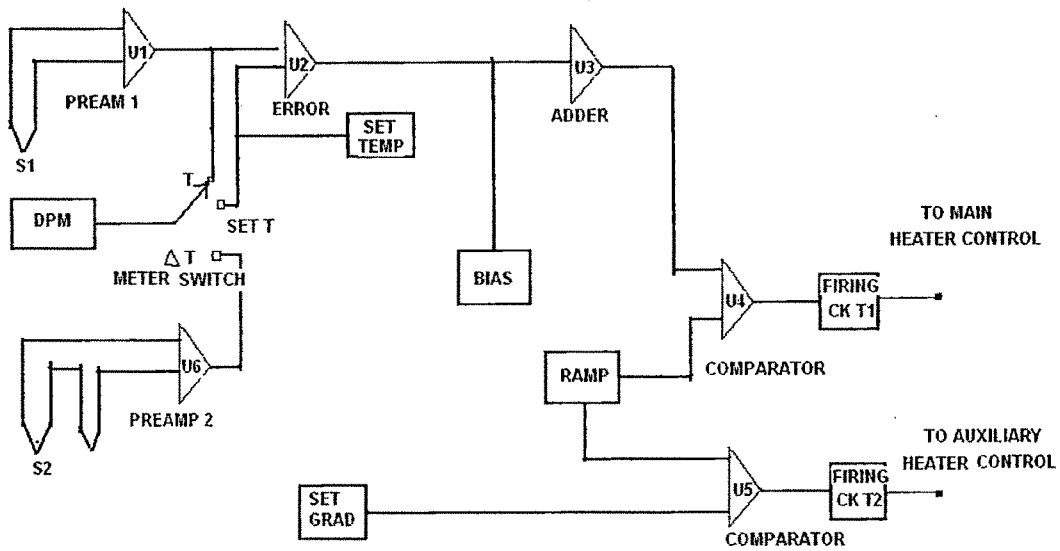 U1
PREAM 1
S1
U2
ERROR
SET
TEMP
U3
ADDER
T
DPM
SET T
Δ T
METER SWITCH
BIAS
TO MAIN
HEATER CONTROL
U4
FIRING
CK T1
COMPARATOR
U6
PREAMP 2
S2
RAMP
TO AUXILIARY
HEATER CONTROL
U5
FIRING
CK T2
SET
GRAD
COMPARATOR